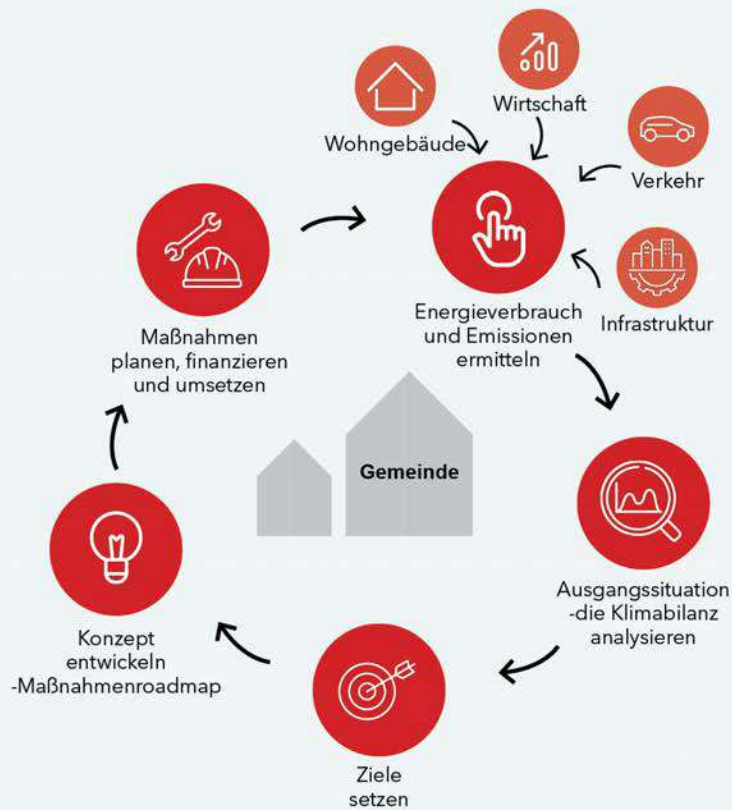 Wirtschaft
Wohngebäude
Verkehr
Infrastruktur
Energieverbrauch
und Emissionen
ermitteln
Maßnahmen
planen, finanzieren
und umsetzen
Gemeinde
Ausgangssituation
-die Klimabilanz
analysieren
Konzept
entwickeln
-Maßnahmenroadmap
Ziele
setzen